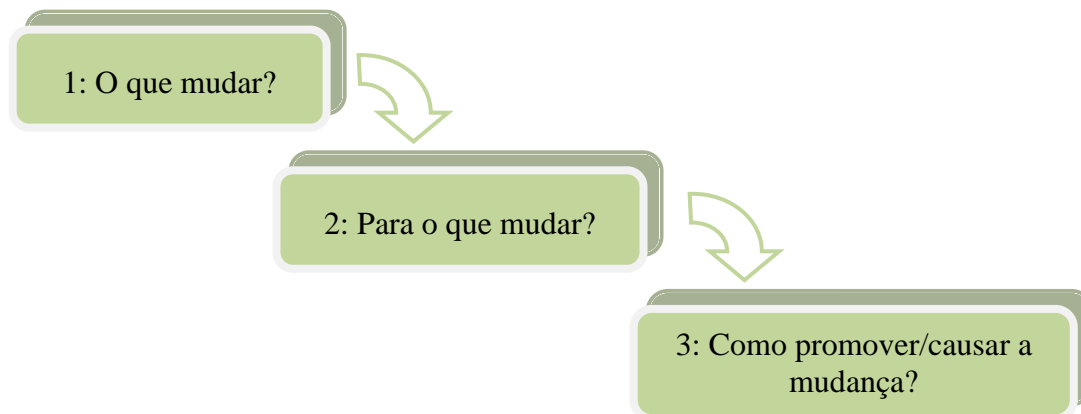 1: O que mudar?
2: Para o que mudar?
3: Como promover/causar a
mudança?